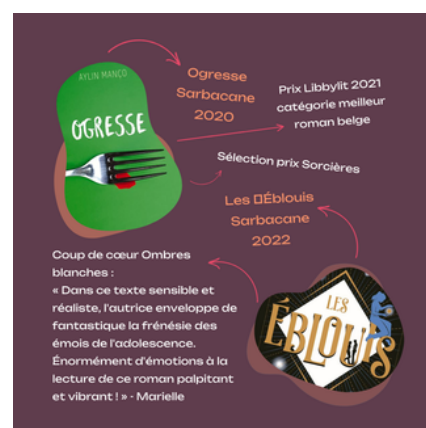 AYLIN MANÇO
OGRESSE
Ogresse
Sarbacane
2020
Prix Libbylit 2021
catégorie meilleur
roman belge
Sélection prix Sorcières
Les □Éblouis
Sarbacane
2022
Coup de cœur Ombres
blanches :
« Dans ce texte sensible et
réaliste, l'autrice enveloppe de
fantastique la frénésie des
émois de l'adolescence.
Énormément d'émotions à la
lecture de ce roman palpitant
et vibrant ! » - Marielle
LES
ÉBLOUIS